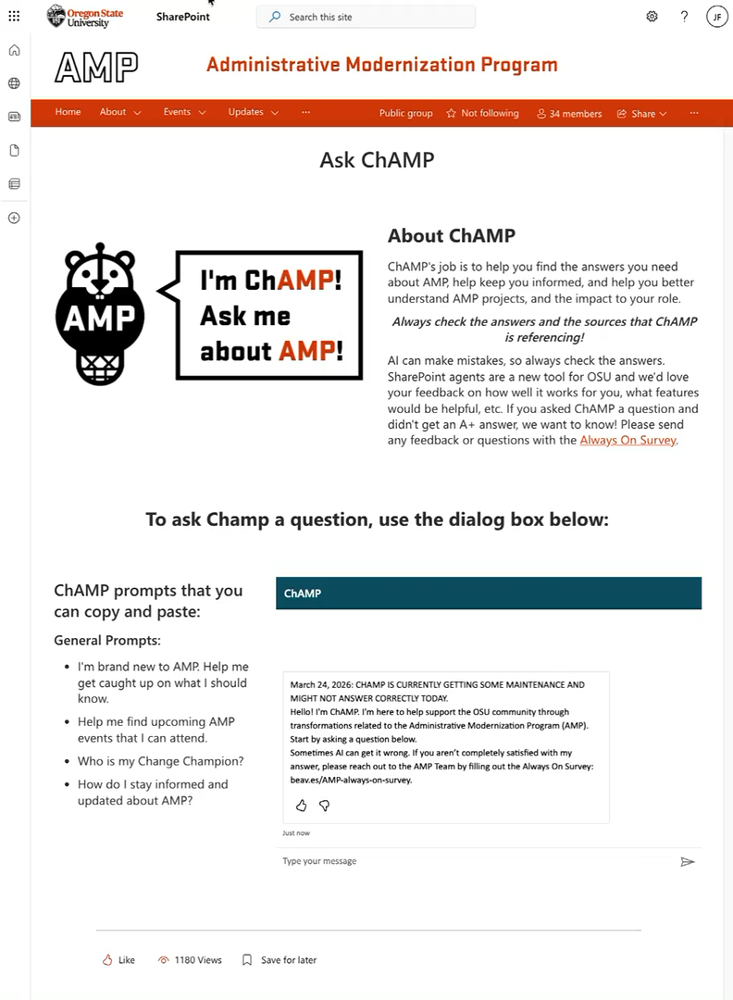 Oregon State
University
SharePoint
Search this site
?
JF
AMP
Administrative Modernization Program
Home
About
Events
Updates
...
Public group
Not following
34 members
Share
...
Ask ChAMP
AMP
I'm ChAMP!
Ask me
about AMP!
About ChAMP
ChAMP's job is to help you find the answers you need
about AMP, help keep you informed, and help you better
understand AMP projects, and the impact to your role.
Always check the answers and the sources that ChAMP
is referencing!
AI can make mistakes, so always check the answers.
SharePoint agents are a new tool for OSU and we'd love
your feedback on how well it works for you, what features
would be helpful, etc. If you asked ChAMP a question and
didn't get an A+ answer, we want to know! Please send
any feedback or questions with the Always On Survey.
To ask Champ a question, use the dialog box below:
ChAMP prompts that you
can copy and paste:
General Prompts:
• I'm brand new to AMP. Help me
get caught up on what I should
know.
• Help me find upcoming AMP
events that I can attend.
• Who is my Change Champion?
• How do I stay informed and
updated about AMP?
ChAMP
March 24, 2026: CHAMP IS CURRENTLY GETTING SOME MAINTENANCE AND
MIGHT NOT ANSWER CORRECTLY TODAY.
Hello! I'm ChAMP. I'm here to help support the OSU community through
transformations related to the Administrative Modernization Program (AMP).
Start by asking a question below.
Sometimes AI can get it wrong. If you aren't completely satisfied with my
answer, please reach out to the AMP Team by filling out the Always On Survey:
beav.es/AMP-always-on-survey.
Just now
Type your message
Like
1180 Views
Save for later